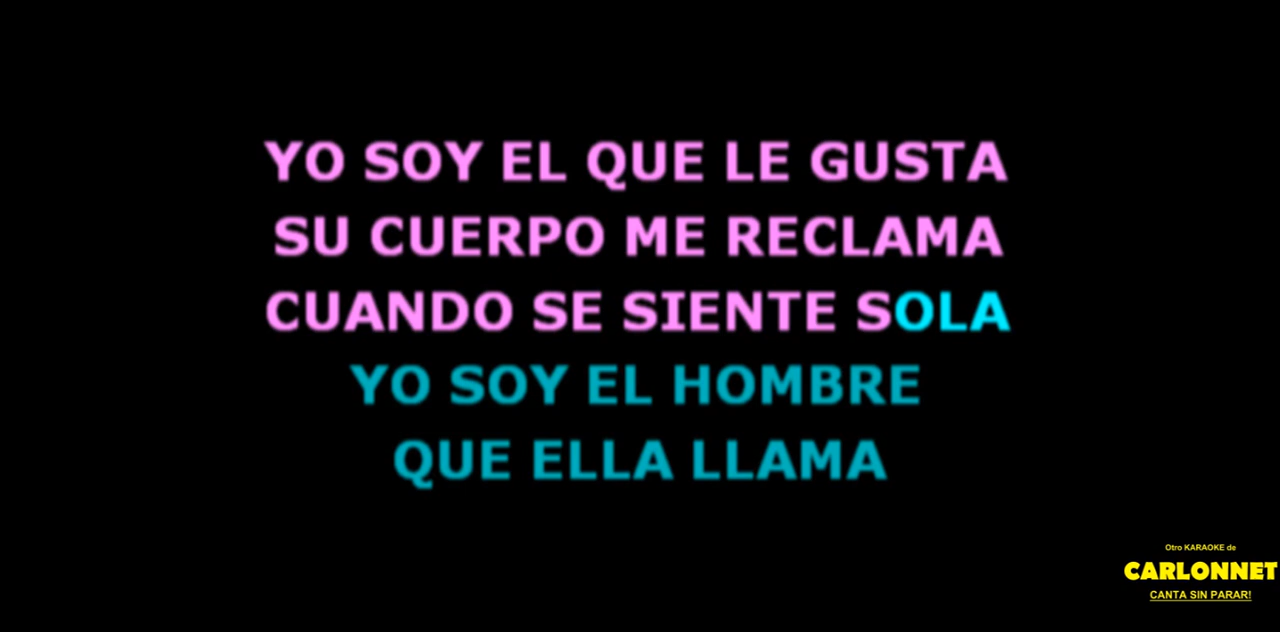 YO SOY EL QUE LE GUSTA
SU CUERPO ME RECLAMA
CUANDO SE SIENTE SOLA
YO SOY EL HOMBRE
QUE ELLA LLAMA
Otro KARAOKE de
CARLONNET
CANTA SIN PARAR!